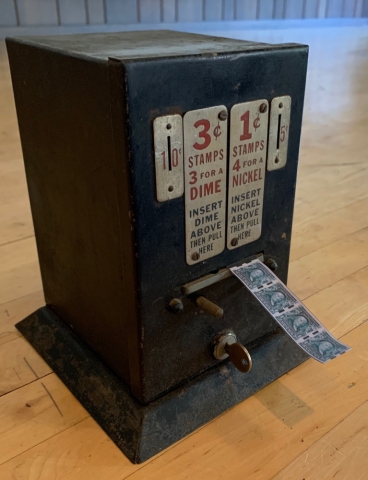 10¢
3¢
STAMPS
3 FOR A
DIME
INSERT
DIME
ABOVE
THEN PULL
HERE
1¢
STAMPS
4 FOR A
NICKEL
INSERT
NICKEL
ABOVE
THEN PULL
HERE
5¢